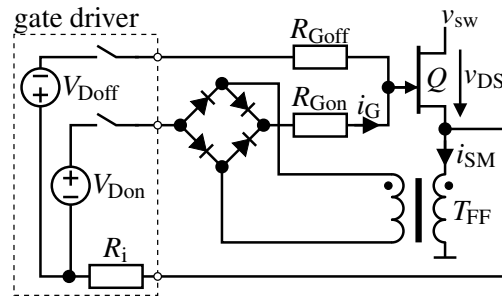 gate driver
R_Goff
v_sw
V_Doff
Q
v_DS
R_Gon
i_G
V_Don
i_SM
T_FF
R_i